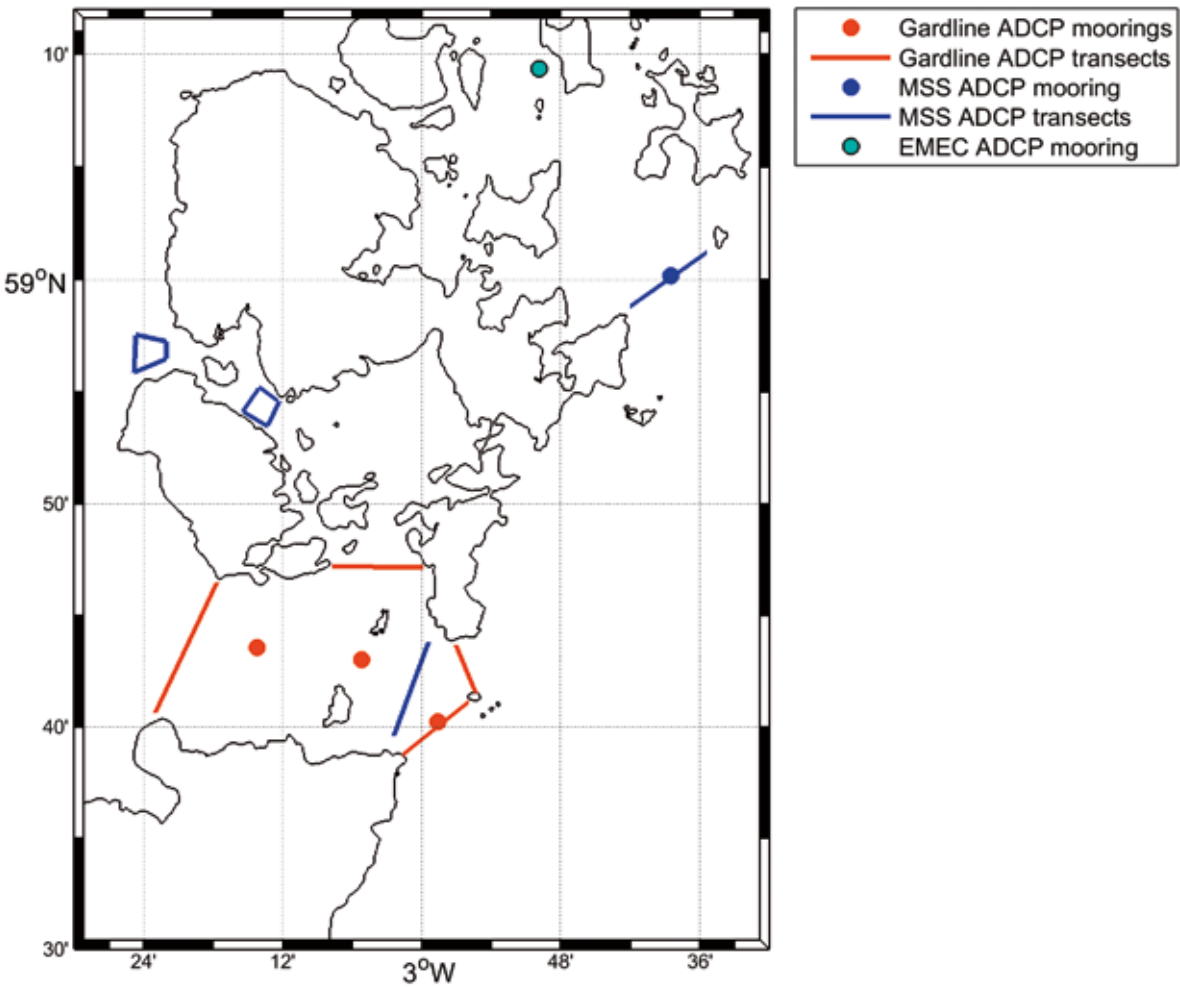 10'
59°N
50'
40'
30'
24'
12'
3°W
48'
36'
Gardline ADCP moorings
Gardline ADCP transects
MSS ADCP mooring
MSS ADCP transects
EMEC ADCP mooring